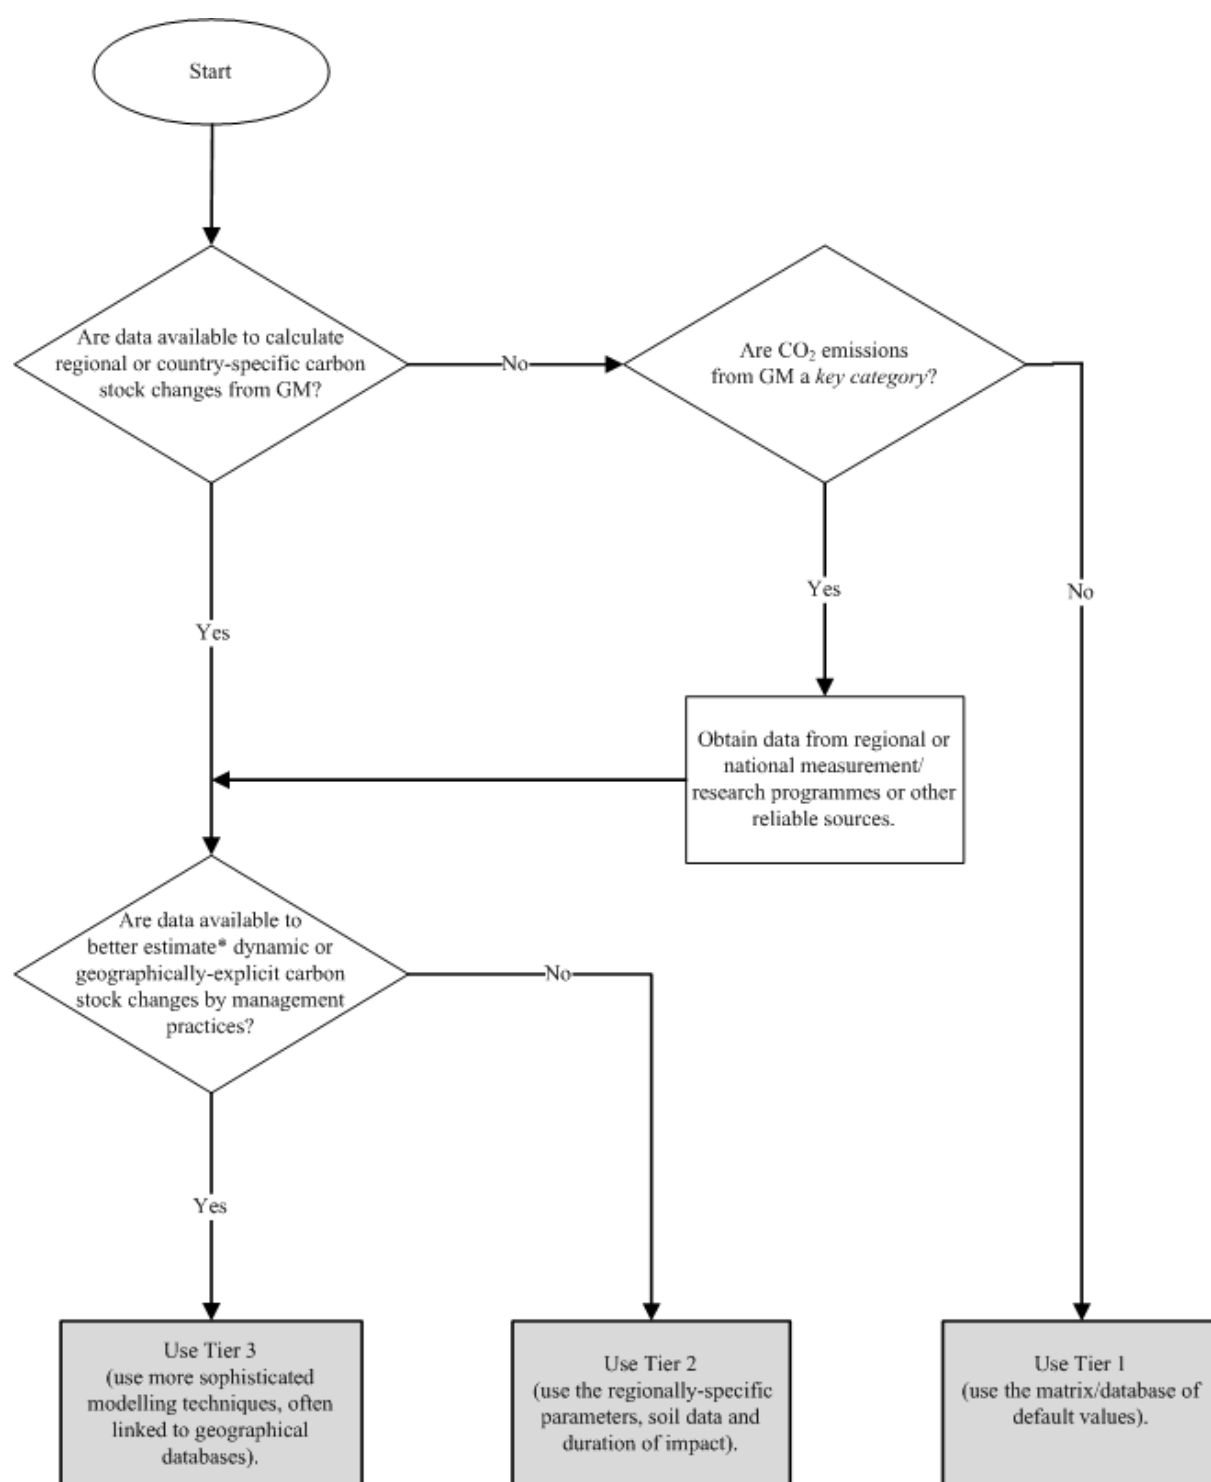 Start
Are data available to calculate
regional or country-specific carbon
stock changes from GM?
No
Are CO₂ emissions
from GM a key category?
Yes
No
Yes
Obtain data from regional or
national measurement/
research programmes or other
reliable sources.
Are data available to
better estimate* dynamic or
geographically-explicit carbon
stock changes by management
practices?
No
Yes
Use Tier 3
(use more sophisticated
modelling techniques, often
linked to geographical
databases).
Use Tier 2
(use the regionally-specific
parameters, soil data and
duration of impact).
Use Tier 1
(use the matrix/database of
default values).